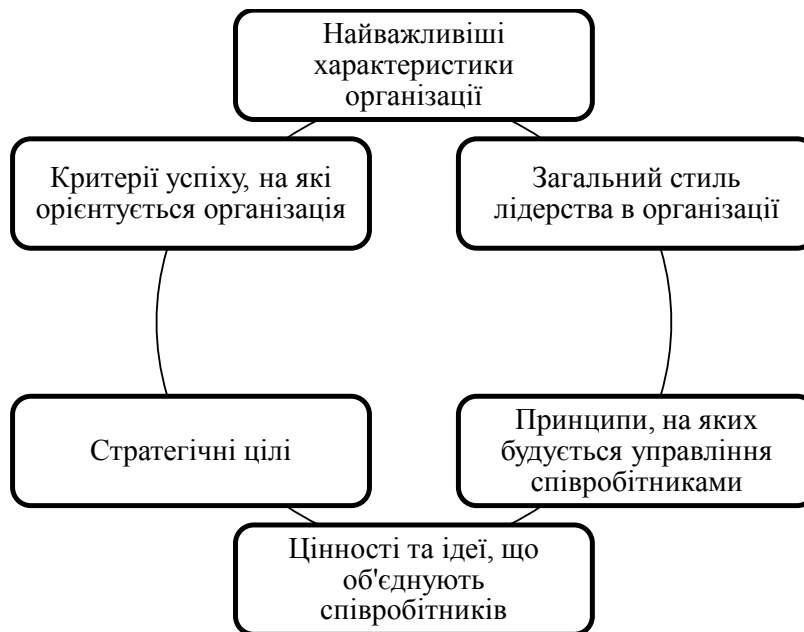 Найважливіші
характеристики
організації
Критерії успіху, на які
орієнтується організація
Загальний стиль
лідерства в організації
Стратегічні цілі
Принципи, на яких
будується управління
співробітниками
Цінності та ідеї, що
об'єднують
співробітників